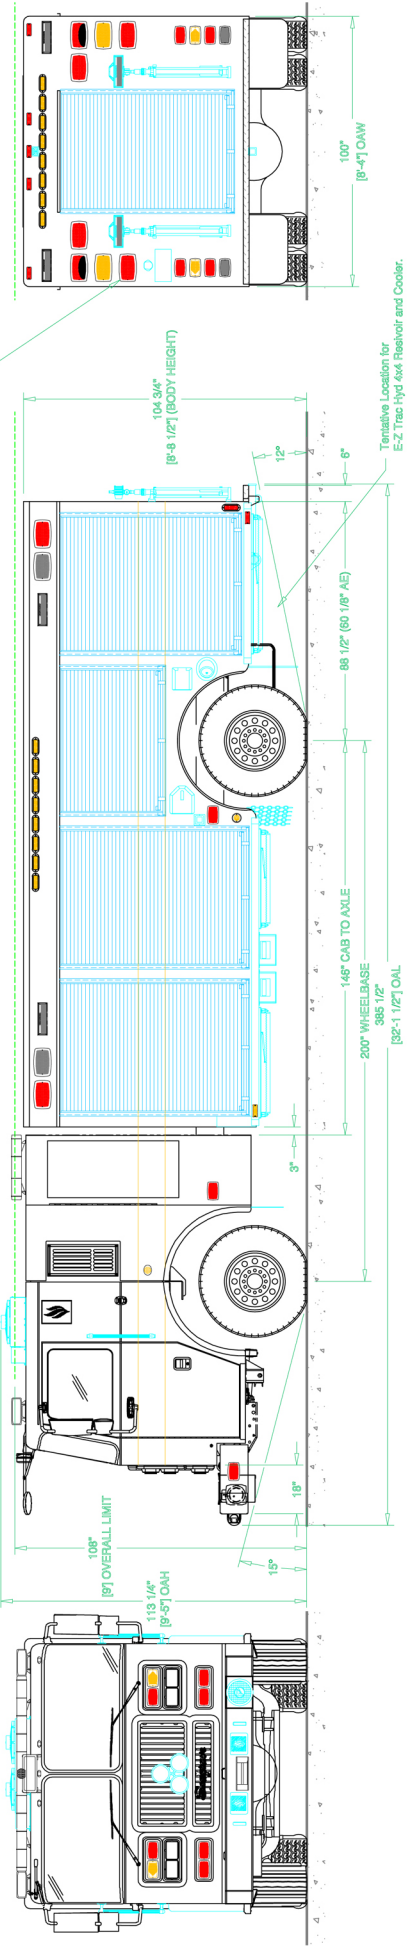 100"
[8'-4"] OAW
104 3/4"
[8'-8 1/2"] (BODY HEIGHT)
Tentative Location for
E-Z Trac Hyd 4x4 Resivoir and Cooler.
12°
6"
88 1/2" (60 1/8" AE)
146" CAB TO AXLE
200" WHEELBASE
385 1/2"
[32'-1 1/2"] OAL
3"
18"
15°
108"
[9'] OVERALL LIMIT
113 1/4"
[9'-5"] OAH
Spartan